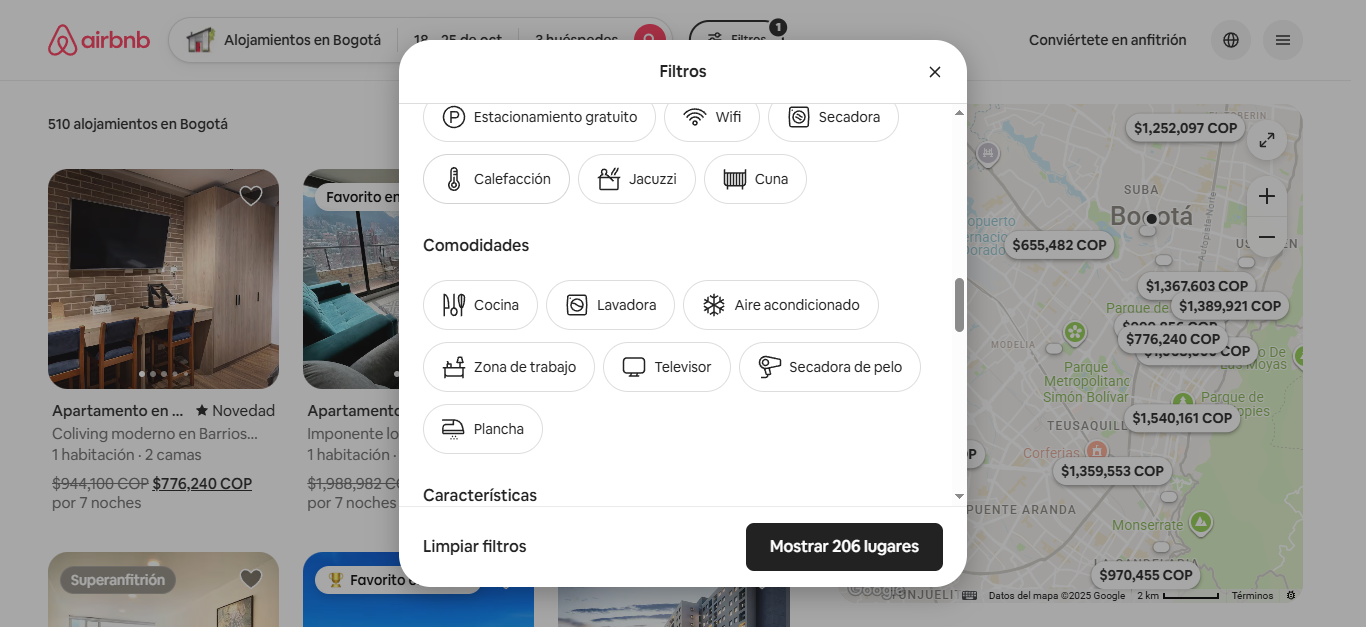 airbnb
Alojamientos en Bogotá
18 – 25 de oct
3 huéspedes
Filtros
1
Conviértete en anfitrión
510 alojamientos en Bogotá
Filtros
Estacionamiento gratuito
Wifi
Secadora
Calefacción
Jacuzzi
Cuna
Comodidades
Cocina
Lavadora
Aire acondicionado
Zona de trabajo
Televisor
Secadora de pelo
Plancha
Características
Limpiar filtros
Mostrar 206 lugares
Favorito en
Apartamento en ...
Novedad
Coliving moderno en Barrios...
1 habitación · 2 camas
$944,100 COP $776,240 COP
por 7 noches
Apartamento
Imponente lo
1 habitación ·
$1,988,982 C
por 7 noches
Superanfitrión
Favorito
$1,252,097 COP
SUBA
Bogotá
Autopista-Norte
$655,482 COP
$1,367,603 COP
$1,389,921 COP
Parque de
$776,240 COP
COP
MODELIA
Parque
Metropolitano
Simón Bolívar
Parque de
$1,540,161 COP
TEUSAQUILL
Corferias
$1,359,553 COP
PUENTE ARANDA
Monserrate
LA CANDELARIA
$970,455 COP
Google
Datos del mapa ©2025 Google
2 km
Términos